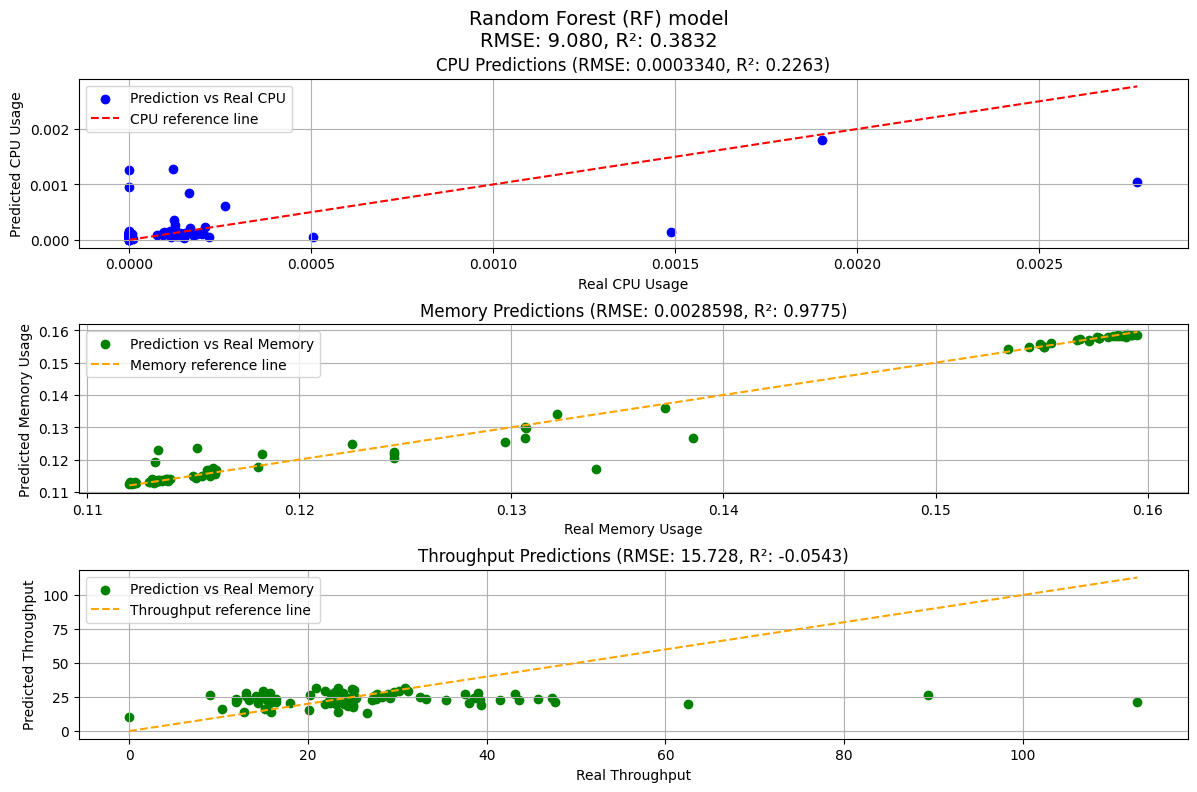 Random Forest (RF) model
RMSE: 9.080, R²: 0.3832
CPU Predictions (RMSE: 0.0003340, R²: 0.2263)
Prediction vs Real CPU
CPU reference line
Predicted CPU Usage
0.002
0.001
0.000
0.0000 0.0005 0.0010 0.0015 0.0020 0.0025
Real CPU Usage
Memory Predictions (RMSE: 0.0028598, R²: 0.9775)
Prediction vs Real Memory
Memory reference line
Predicted Memory Usage
0.16
0.15
0.14
0.13
0.12
0.11
0.11 0.12 0.13 0.14 0.15 0.16
Real Memory Usage
Throughput Predictions (RMSE: 15.728, R²: -0.0543)
Prediction vs Real Memory
Throughput reference line
Predicted Throughput
100
75
50
25
0
0 20 40 60 80 100
Real Throughput